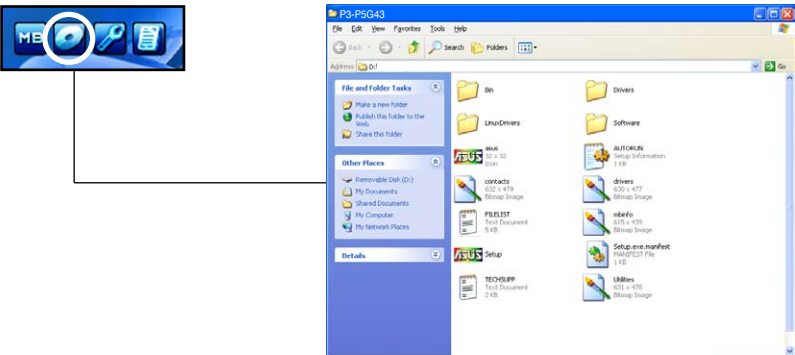 MB
P3-P5G43
File Edit View Favorites Tools Help
Back Search Folders
Address D:\ Go
File and Folder Tasks
Make a new folder
Publish this folder to the
Web
Share this folder
Other Places
Removable Disk (D:)
My Documents
Shared Documents
My Computer
My Network Places
Details
Bin
Drivers
LinuxDrivers
Software
ASUS
asus
32 x 32
Icon
AUTORUN
Setup Information
1 KB
contacts
632 x 479
Bitmap Image
drivers
630 x 477
Bitmap Image
FILELIST
Text Document
5 KB
mbinfo
615 x 439
Bitmap Image
ASUS
Setup
Setup.exe.manifest
MANIFEST File
1 KB
TECHSUPP
Text Document
2 KB
Utilities
631 x 478
Bitmap Image